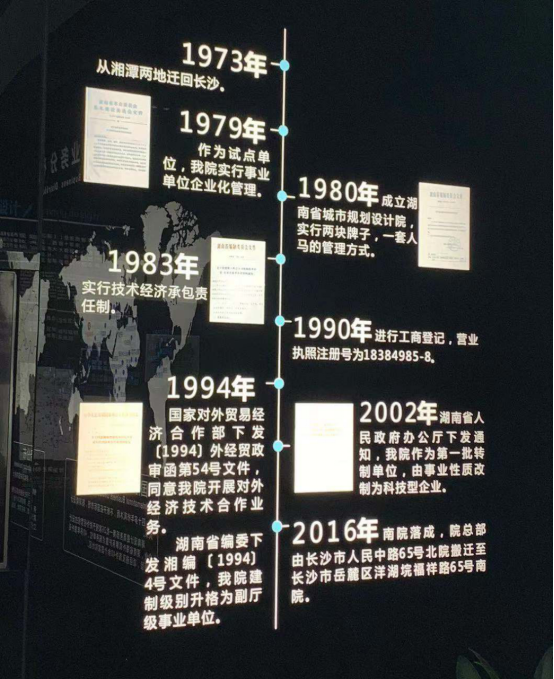 1973年
从湘潭两地迁回长沙。
1979年
作为试点单
位，我院实行事业
单位企业化管理。
1980年成立湖
南省城市规划设计院，
实行两块牌子，一套人
马的管理方式。
1983年
实行技术经济承包责
任制。
1990年进行工商登记，营业
执照注册号为18384985-8。
1994年
国家对外贸易经
济合作部下发
〔1994〕外经贸政
审函第54号文件，
同意我院开展对外
经济技术合作业
务。
湖南省编委下
发湘编〔1994〕
4号文件，我院建
制级别升格为副厅
级事业单位。
2002年湖南省人
民政府办公厅下发通
知，我院作为第一批转
制单位，由事业性质改
制为科技型企业。
2016年南院落成，院总部
由长沙市人民中路65号北院搬迁至
长沙市岳麓区洋湖垸福祥路65号南
院。